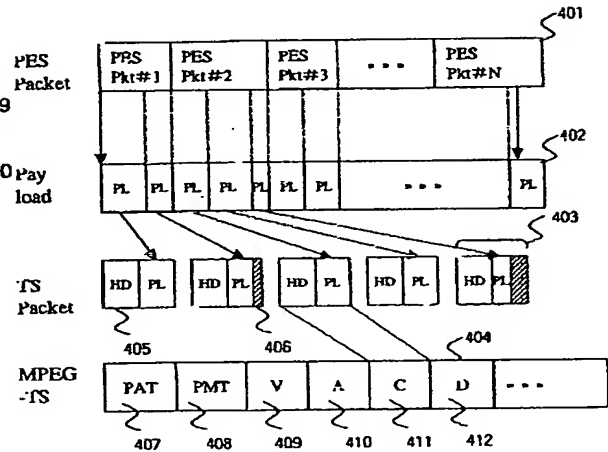 401
PES Packet
PES Pkt#1
PES Pkt#2
PES Pkt#3
- - -
PES Pkt#N
9
402
0
Pay load
PL
PL
PL
PL
PL
PL
PL
- - -
PL
403
TS Packet
HD
PL
HD
PL
HD
PL
HD
PL
HD
PL
405
406
404
MPEG -TS
PAT
PMT
V
A
C
D
- - -
407
408
409
410
411
412